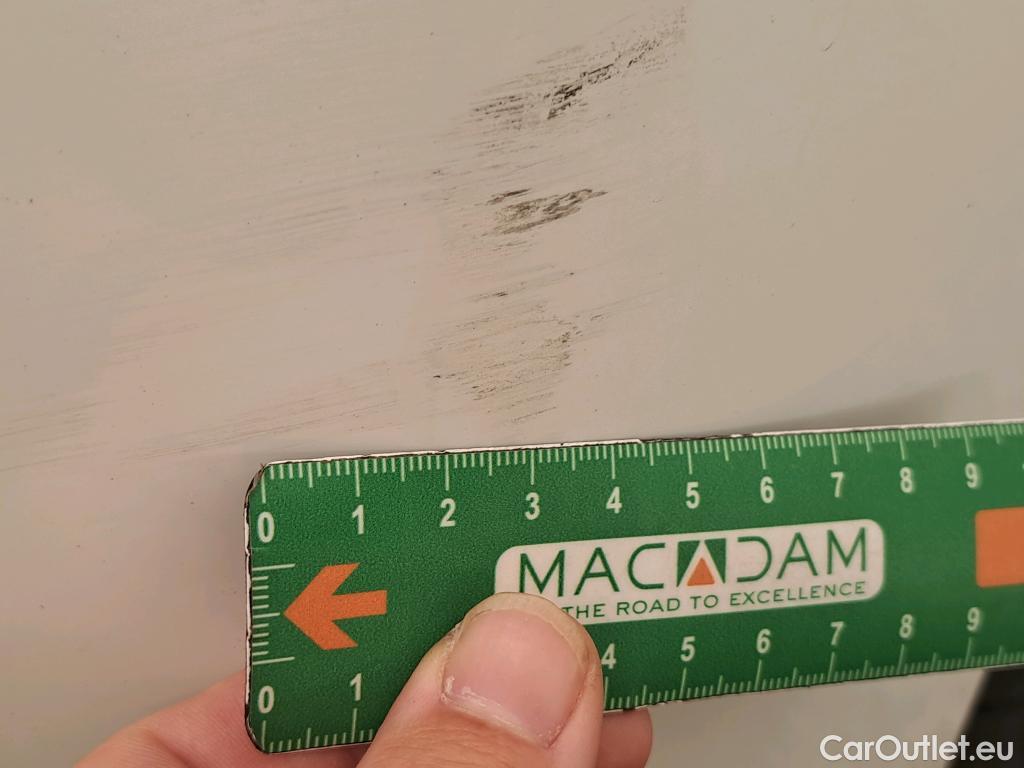 0 1 2 3 4 5 6 7 8 9
MACADAM
THE ROAD TO EXCELLENCE
0 1 4 5 6 7 8 9
CarOutlet.eu